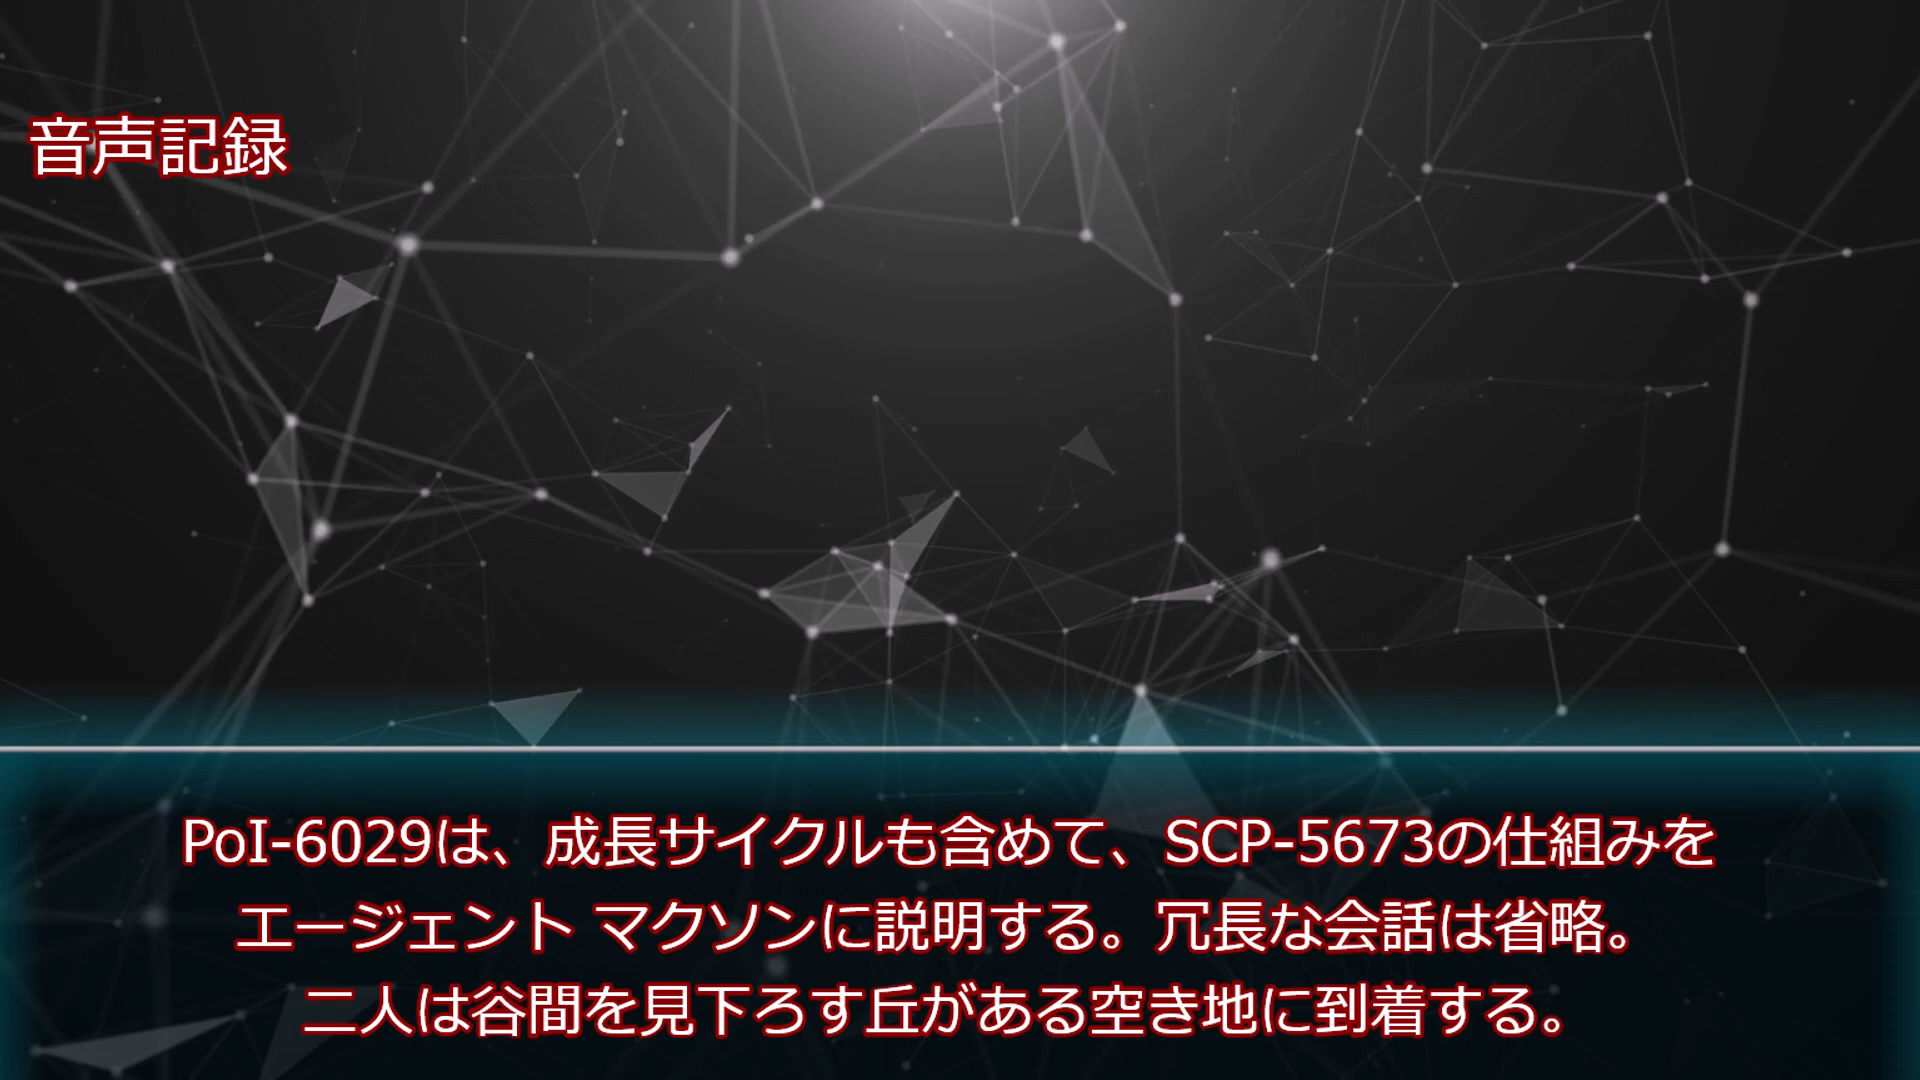 音声記録
PoI-6029は、成長サイクルも含めて、SCP-5673の仕組みを
エージェント マクソンに説明する。冗長な会話は省略。
二人は谷間を見下ろす丘がある空き地に到着する。